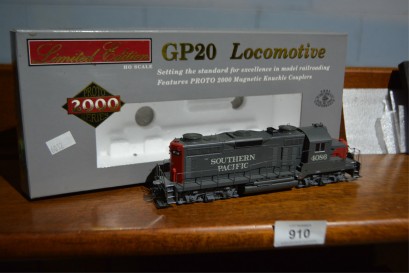 Limited Edition
HO SCALE
GP20 Locomotive
Setting the standard for excellence in model railroading
Features PROTO 2000 Magnetic Knuckle Couplers
PROTO
2000
SERIES
SOUTHERN
PACIFIC
4086
910